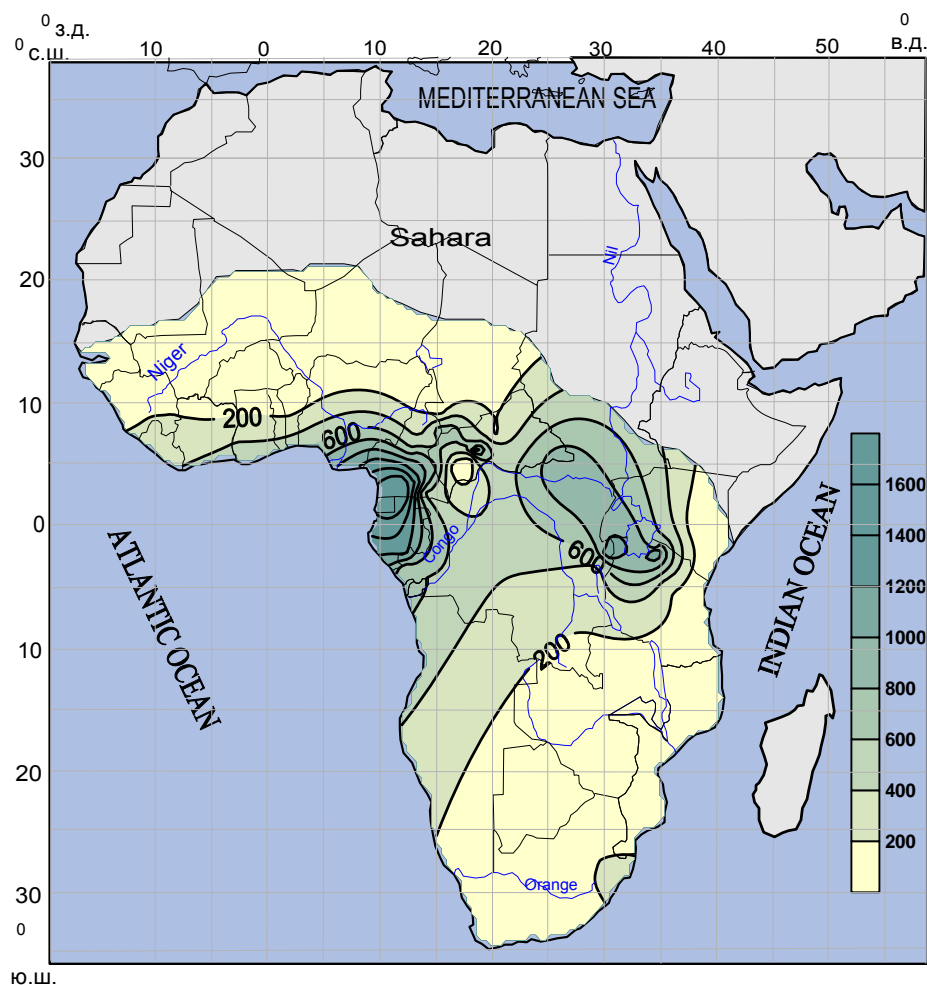 0
з.д.
0
в.д.
0
с.ш.
10
0
10
20
30
40
50
MEDITERRANEAN SEA
30
Sahara
Nil
20
Niger
10
200
600
1600
0
Congo
600
1400
ATLANTIC OCEAN
INDIAN OCEAN
1200
10
200
1000
800
600
20
400
200
Orange
30
0
ю.ш.